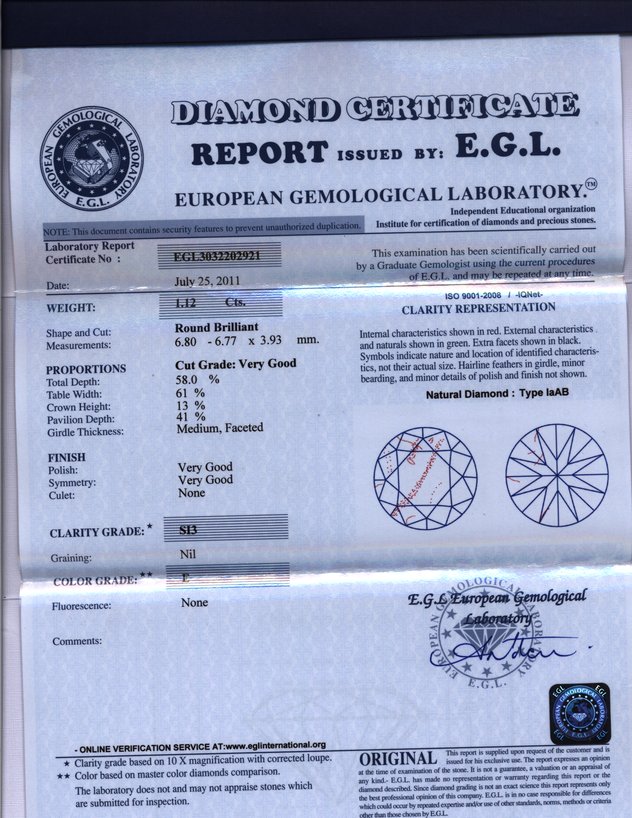 DIAMOND CERTIFICATE
REPORT ISSUED BY: E.G.L.
EUROPEAN GEMOLOGICAL LABORATORY.™
EUROPEAN GEMOLOGICAL LABORATORY
E.G.L.
Independent Educational organization
Institute for certification of diamonds and precious stones.
NOTE: This document contains security features to prevent unauthorized duplication.
Laboratory Report
Certificate No : EGL3032202921
Date: July 25, 2011
WEIGHT: 1.12 Cts.
Shape and Cut: Round Brilliant
Measurements: 6.80 - 6.77 x 3.93 mm.
PROPORTIONS Cut Grade: Very Good
Total Depth: 58.0 %
Table Width: 61 %
Crown Height: 13 %
Pavilion Depth: 41 %
Girdle Thickness: Medium, Faceted
FINISH
Polish: Very Good
Symmetry: Very Good
Culet: None
CLARITY GRADE:* SI3
Graining: Nil
COLOR GRADE:**
Fluorescence: None
Comments:
This examination has been scientifically carried out
by a Graduate Gemologist using the current procedures
of E.G.L. and may be repeated at any time.
ISO 9001-2008 / -IQNet-
CLARITY REPRESENTATION
Internal characteristics shown in red. External characteristics
and naturals shown in green. Extra facets shown in black.
Symbols indicate nature and location of identified characteris-
tics, not their actual size. Hairline feathers in girdle, minor
bearding, and minor details of polish and finish not shown.
Natural Diamond : Type IaAB
E.G.L European Gemological
Laboratory
EUROPEAN GEMOLOGICAL LABORATORY
E.G.L.
EGL EGL
EUROPEAN GEMOLOGICAL LABORATORY
EGL EGL
- ONLINE VERIFICATION SERVICE AT:www.eglinternational.org
* Clarity grade based on 10 X magnification with corrected loupe.
** Color based on master color diamonds comparison.
The laboratory does not and may not appraise stones which
are submitted for inspection.
ORIGINAL This report is supplied upon request of the customer and is
issued for his exclusive use. The report expresses an opinion
at the time of examination of the stone. It is not a guarantee, a valuation or an appraisal of
any kind.- E.G.L. has made no representation or warranty regarding this report or the
diamond described. Since diamond grading is not an exact science this report represents only
the best professional opinion of this company. E.G.L. is in no case responsible for differences
which could occur by repeated expertise and/or use of other standards, norms, methods or criteria
other than those chosen by E.G.L.